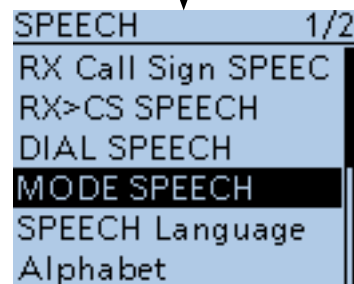 SPEECH 1/2
RX Call Sign SPEEC
RX>CS SPEECH
DIAL SPEECH
MODE SPEECH
SPEECH Language
Alphabet